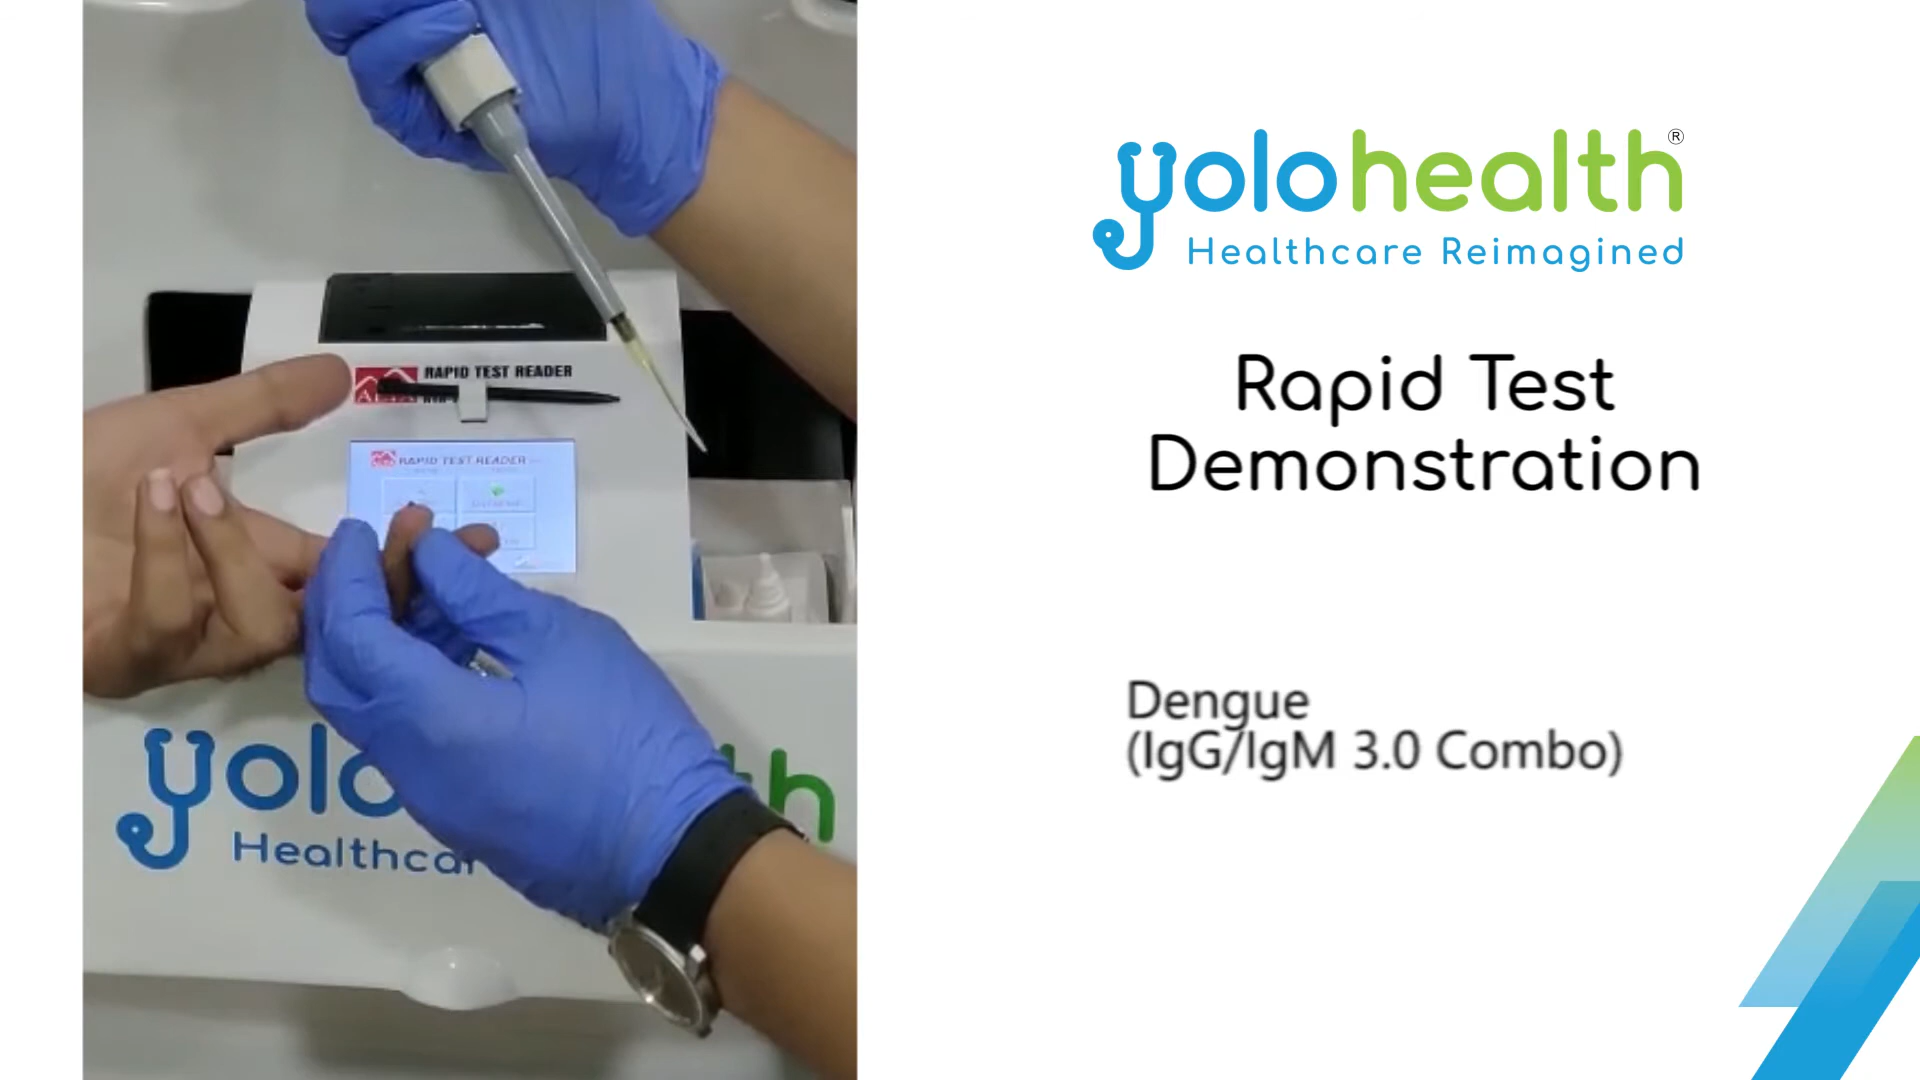 RAPID TEST READER
RAPID TEST READER
yolo h
Healthcar
yolohealth®
Healthcare Reimagined
Rapid Test
Demonstration
Dengue
(IgG/IgM 3.0 Combo)